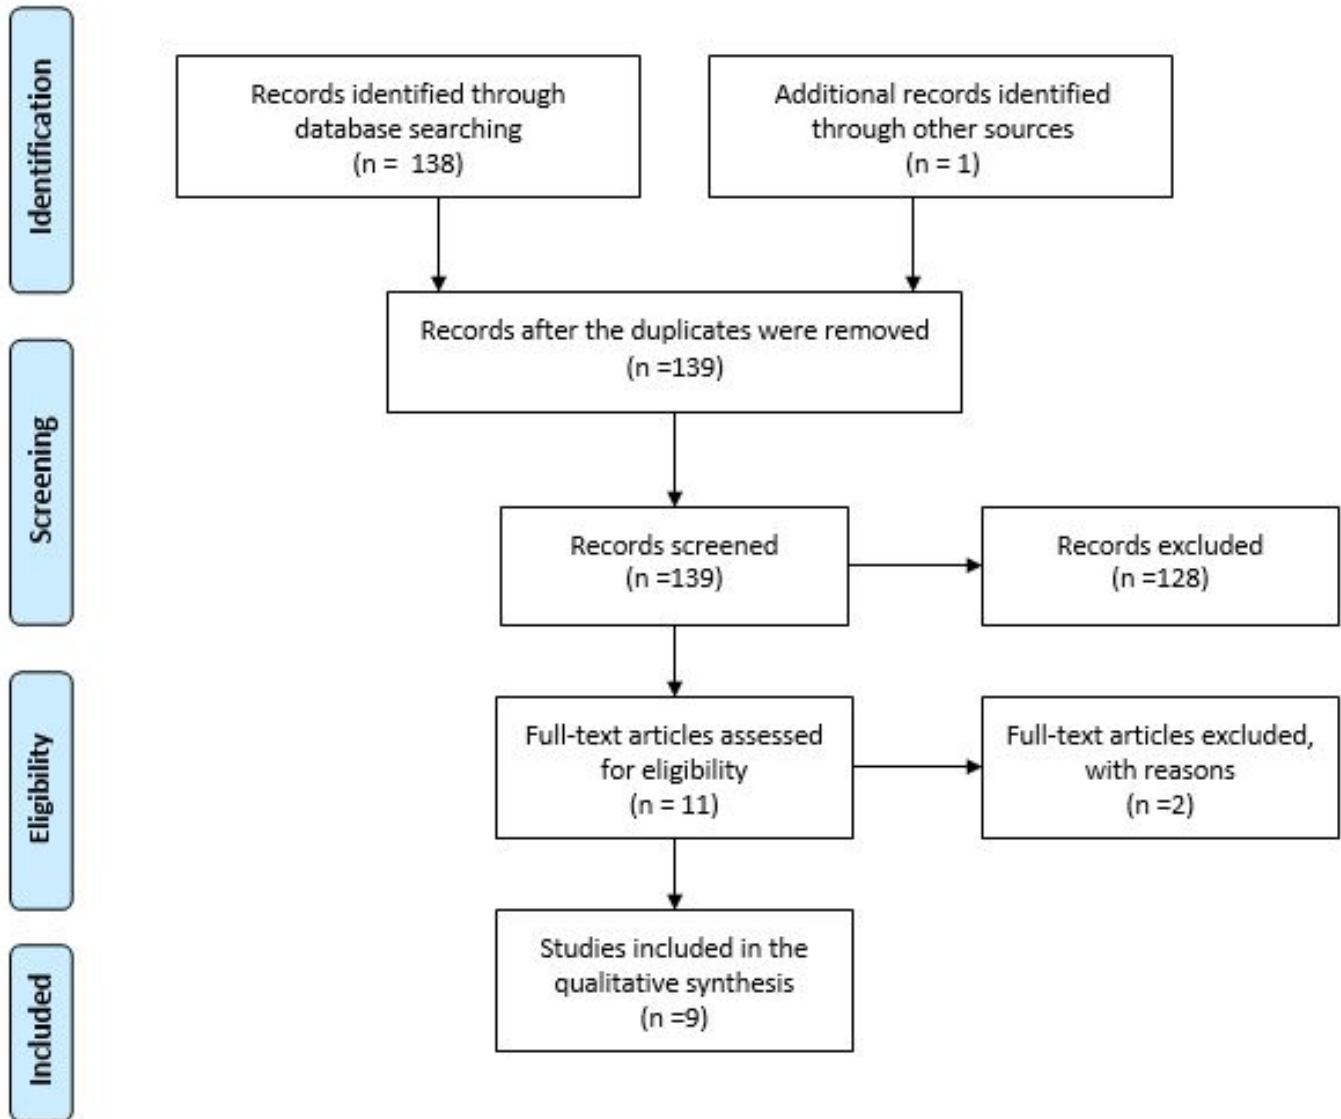 Identification
Records identified through
database searching
(n = 138)
Additional records identified
through other sources
(n = 1)
Records after the duplicates were removed
(n =139)
Screening
Records screened
(n =139)
Records excluded
(n =128)
Eligibility
Full-text articles assessed
for eligibility
(n = 11)
Full-text articles excluded,
with reasons
(n =2)
Included
Studies included in the
qualitative synthesis
(n =9)